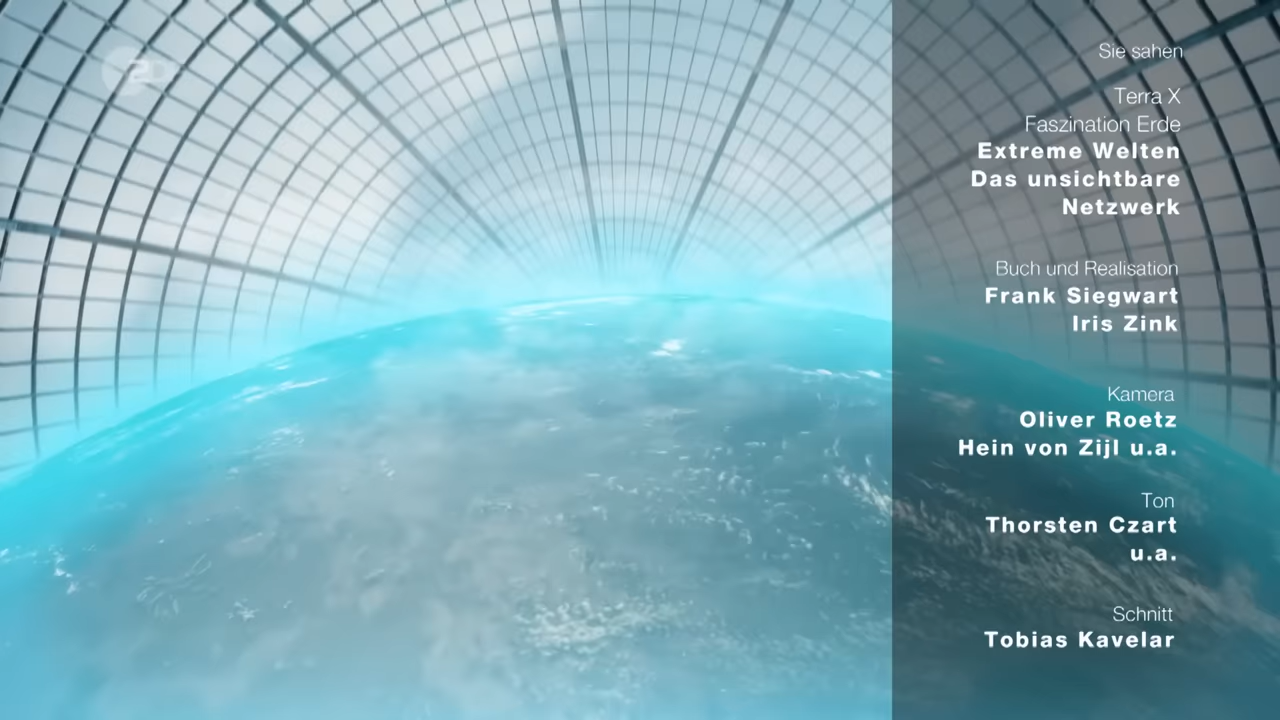 ZDF
Sie sahen
Terra X
Faszination Erde
Extreme Welten
Das unsichtbare
Netzwerk
Buch und Realisation
Frank Siegwart
Iris Zink
Kamera
Oliver Roetz
Hein von Zijl u.a.
Ton
Thorsten Czart
u.a.
Schnitt
Tobias Kavelar